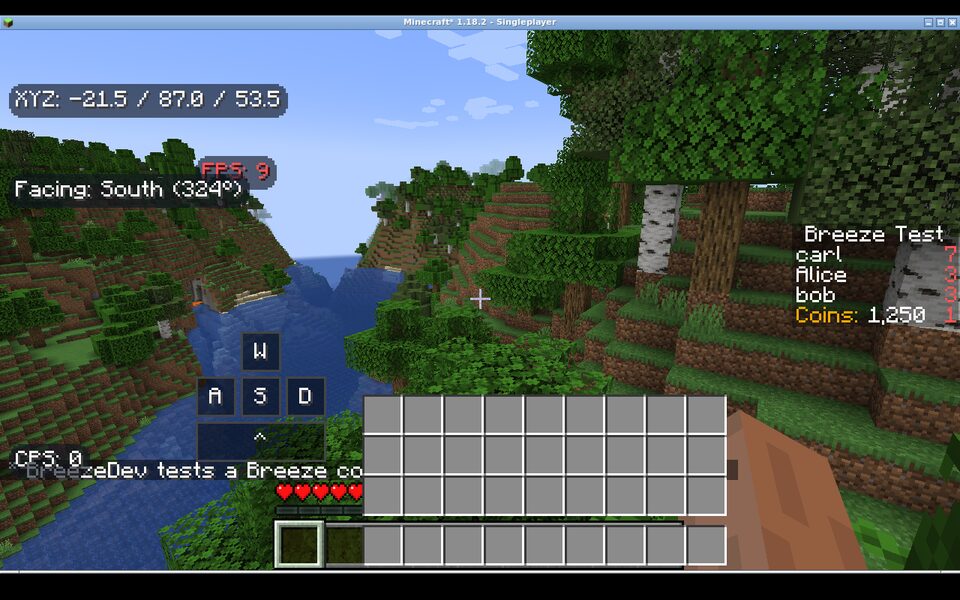 Minecraft* 1.18.2 - Singleplayer
XYZ: -21.5 / 87.0 / 53.5
FPS: 9
Facing: South (324°)
Breeze Test
carl 7
Alice 3
bob 3
Coins: 1,250 1
W
A S D
^
CPS: 0
BreezeDev tests a Breeze co